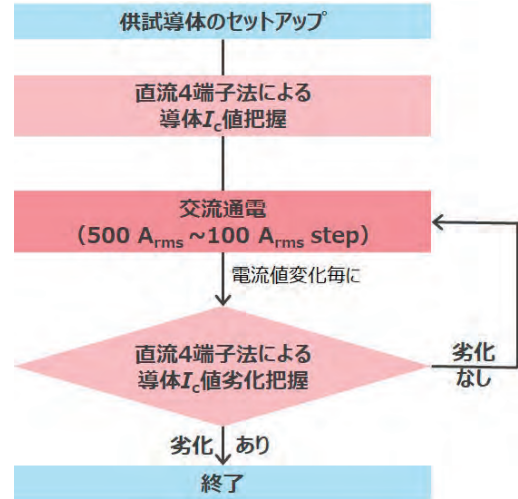 供試導体のセットアップ
直流4端子法による
導体Ic値把握
交流通電
（500 Arms ~100 Arms step）
電流値変化毎に
直流4端子法による
導体Ic値劣化把握
劣化
なし
劣化 あり
終了